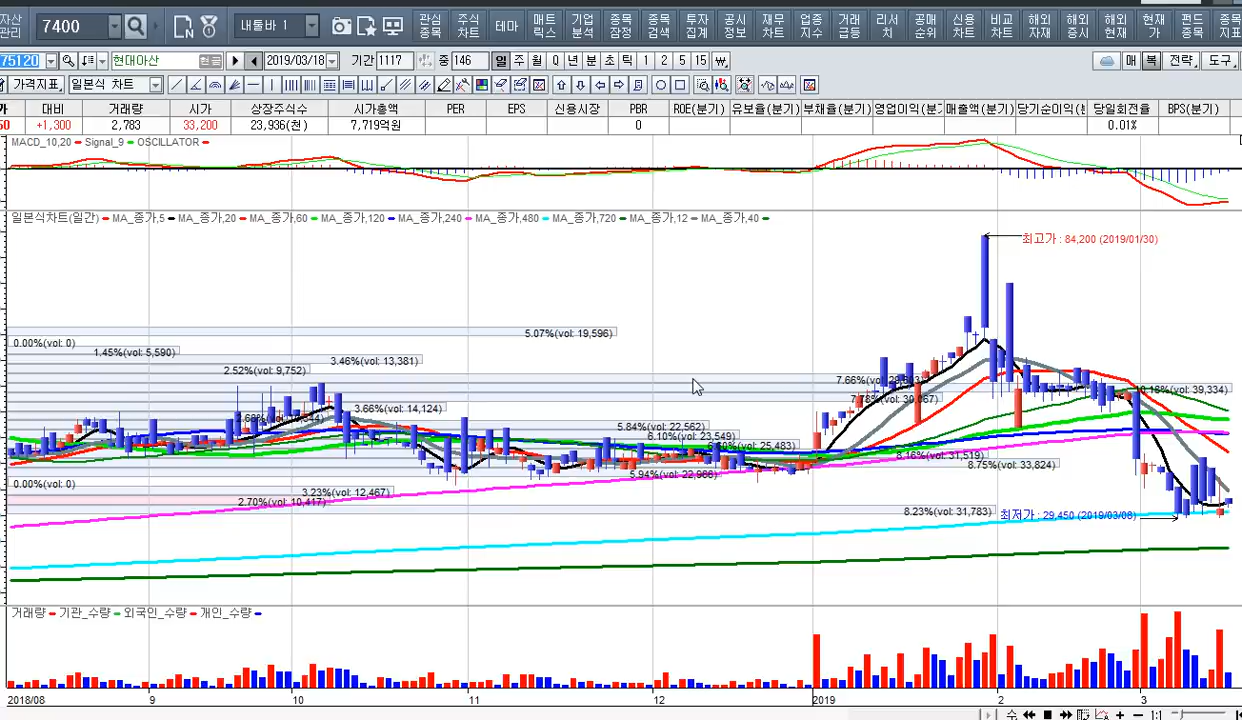 자산 관리 7400 내툴바 1 관심 종목 주식 차트 테마 매트 릭스 기업 분석 종목 잠정 종목 검색 투자 집계 공시 정보 재무 차트 업종 지수 거래 급등 리서 치 공매 순위 신용 차트 비교 차트 해외 자재 해외 증시 해외 현재 현재 가 펀드 종목 종목 지표
75120 현대아산 2019/03/18 기간 1117 중 146 일 주 월 Q 년 분 초 틱 1 2 5 15 매 복 전략, 도구,
가격지표, 일본식 차트
가 대비 거래량 시가 상장주식수 시가총액 PER EPS 신용시장 PBR ROE(분기) 유보율(분기) 부채율(분기) 영업이익(분: 매출액(분기) 당기순이익(분 당일회전율 BPS(분기)
50 +1,300 2,783 33,200 23,936(천) 7,719억원 0 0.01%
MACD_10,20 Signal_9 OSCILLATOR
일본식차트(일간) MA_종가,5 MA_종가,20 MA_종가,60 MA_종가,120 MA_종가,240 MA_종가,480 MA_종가,720 MA_종가,12 MA_종가,40
최고가 : 84,200 (2019/01/30)
5.07%(vol: 19,596)
0.00%(vol: 0)
1.45%(vol: 5,590)
3.46%(vol: 13,381)
2.52%(vol: 9,752)
7.66%(vol:
10.18%(vol: 39,334)
7.78%(vol: 30,067)
3.66%(vol: 14,124)
5.84%(vol: 22,562)
6.10%(vol: 23,549)
25,483)
8.16%(vol: 31,519)
8.75%(vol: 33,824)
5.94%(vol: 22,966)
0.00%(vol: 0)
3.23%(vol: 12,467)
2.70%(vol: 10,417)
8.23%(vol: 31,783)
최저가 : 29,450 (2019/03/08)
거래량 기관_수량 외국인_수량 개인_수량
2018/08 9 10 11 12 2019 2 3
수 1:1